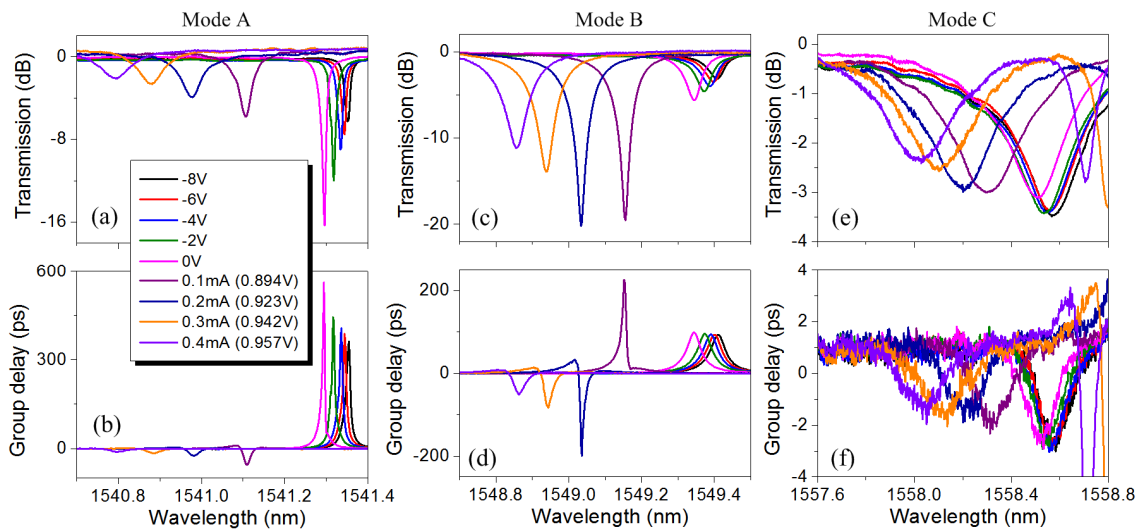 Mode A
Mode B
Mode C
Transmission (dB)
0
-8
-16
(a)
-8V
-6V
-4V
-2V
0V
0.1mA (0.894V)
0.2mA (0.923V)
0.3mA (0.942V)
0.4mA (0.957V)
Group delay (ps)
600
300
0
(b)
1540.8
1541.0
1541.2
1541.4
Wavelength (nm)
Transmission (dB)
0
-5
-10
-15
-20
(c)
Group delay (ps)
200
0
-200
(d)
1548.8
1549.0
1549.2
1549.4
Wavelength (nm)
Transmission (dB)
0
-1
-2
-3
-4
(e)
Group delay (ps)
4
2
0
-2
4
(f)
1557.6
1558.0
1558.4
1558.8
Wavelength (nm)